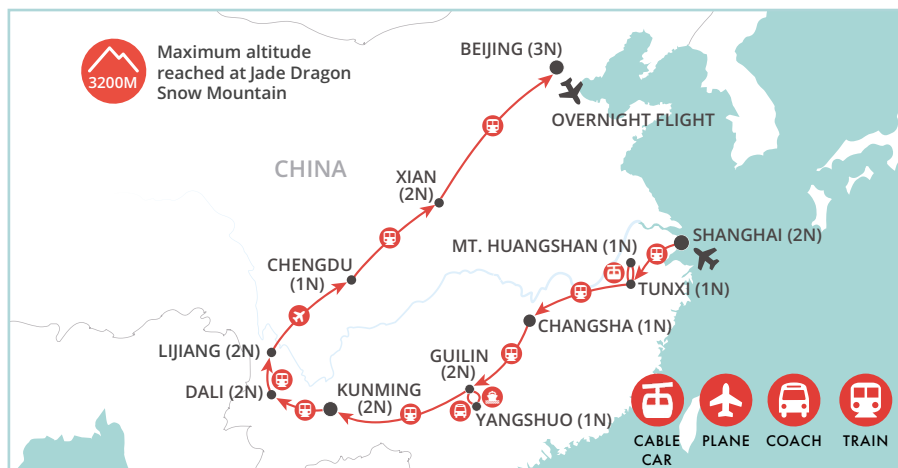 3200M
Maximum altitude
reached at Jade Dragon
Snow Mountain
BEIJING (3N)
OVERNIGHT FLIGHT
CHINA
XIAN
(2N)
SHANGHAI (2N)
MT. HUANGSHAN (1N)
CHENGDU
(1N)
TUNXI (1N)
CHANGSHA (1N)
LIJIANG (2N)
GUILIN
(2N)
DALI (2N)
KUNMING
(2N)
YANGSHUO (1N)
CABLE
CAR
PLANE
COACH
TRAIN